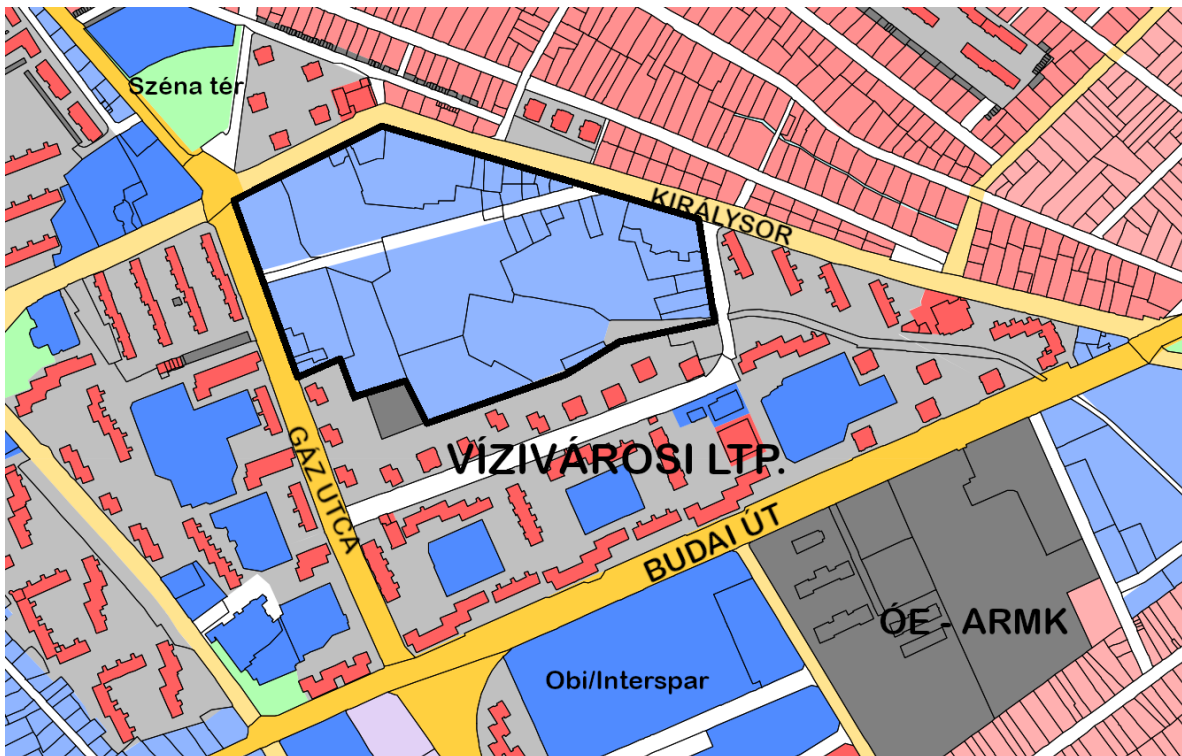 Széna tér
KIRÁLYSOR
GÁZ UTCA
VÍZIVÁROSI LTP.
BUDAI ÚT
ÓE - ARMK
Obi/Interspar